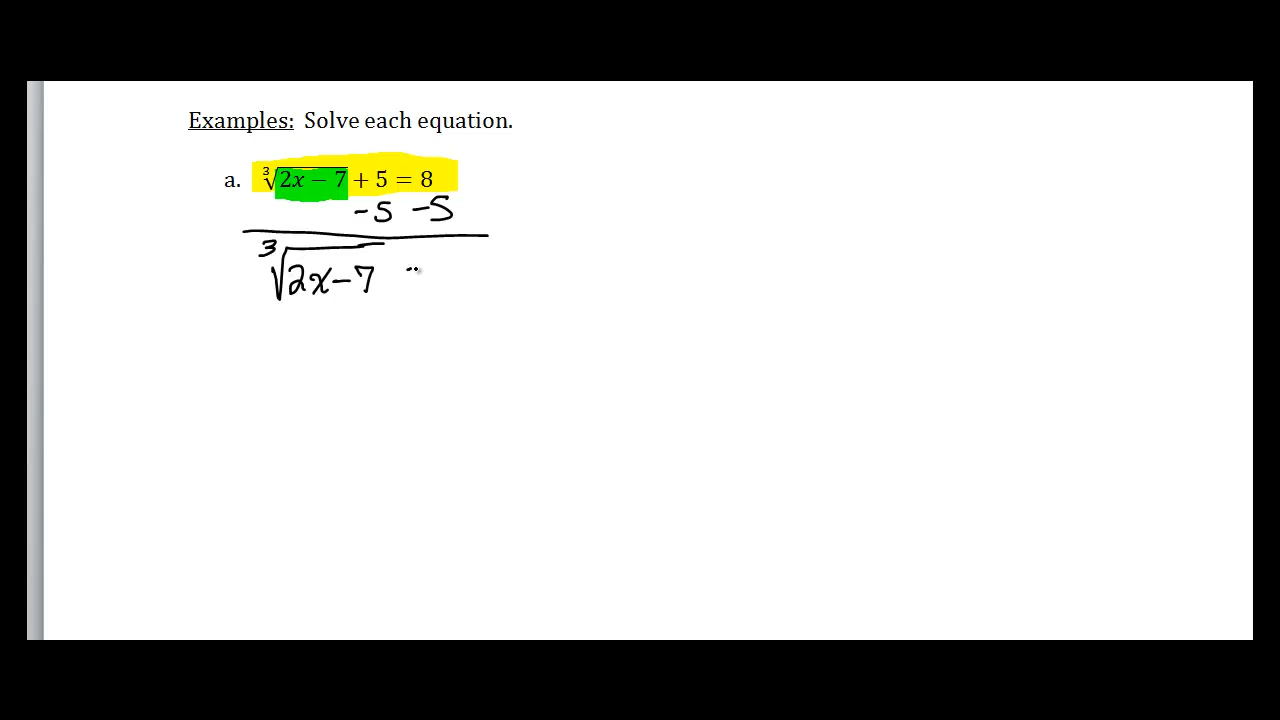 Examples: Solve each equation.
a. ∛(2x − 7) + 5 = 8
-5 -5
∛(2x-7)